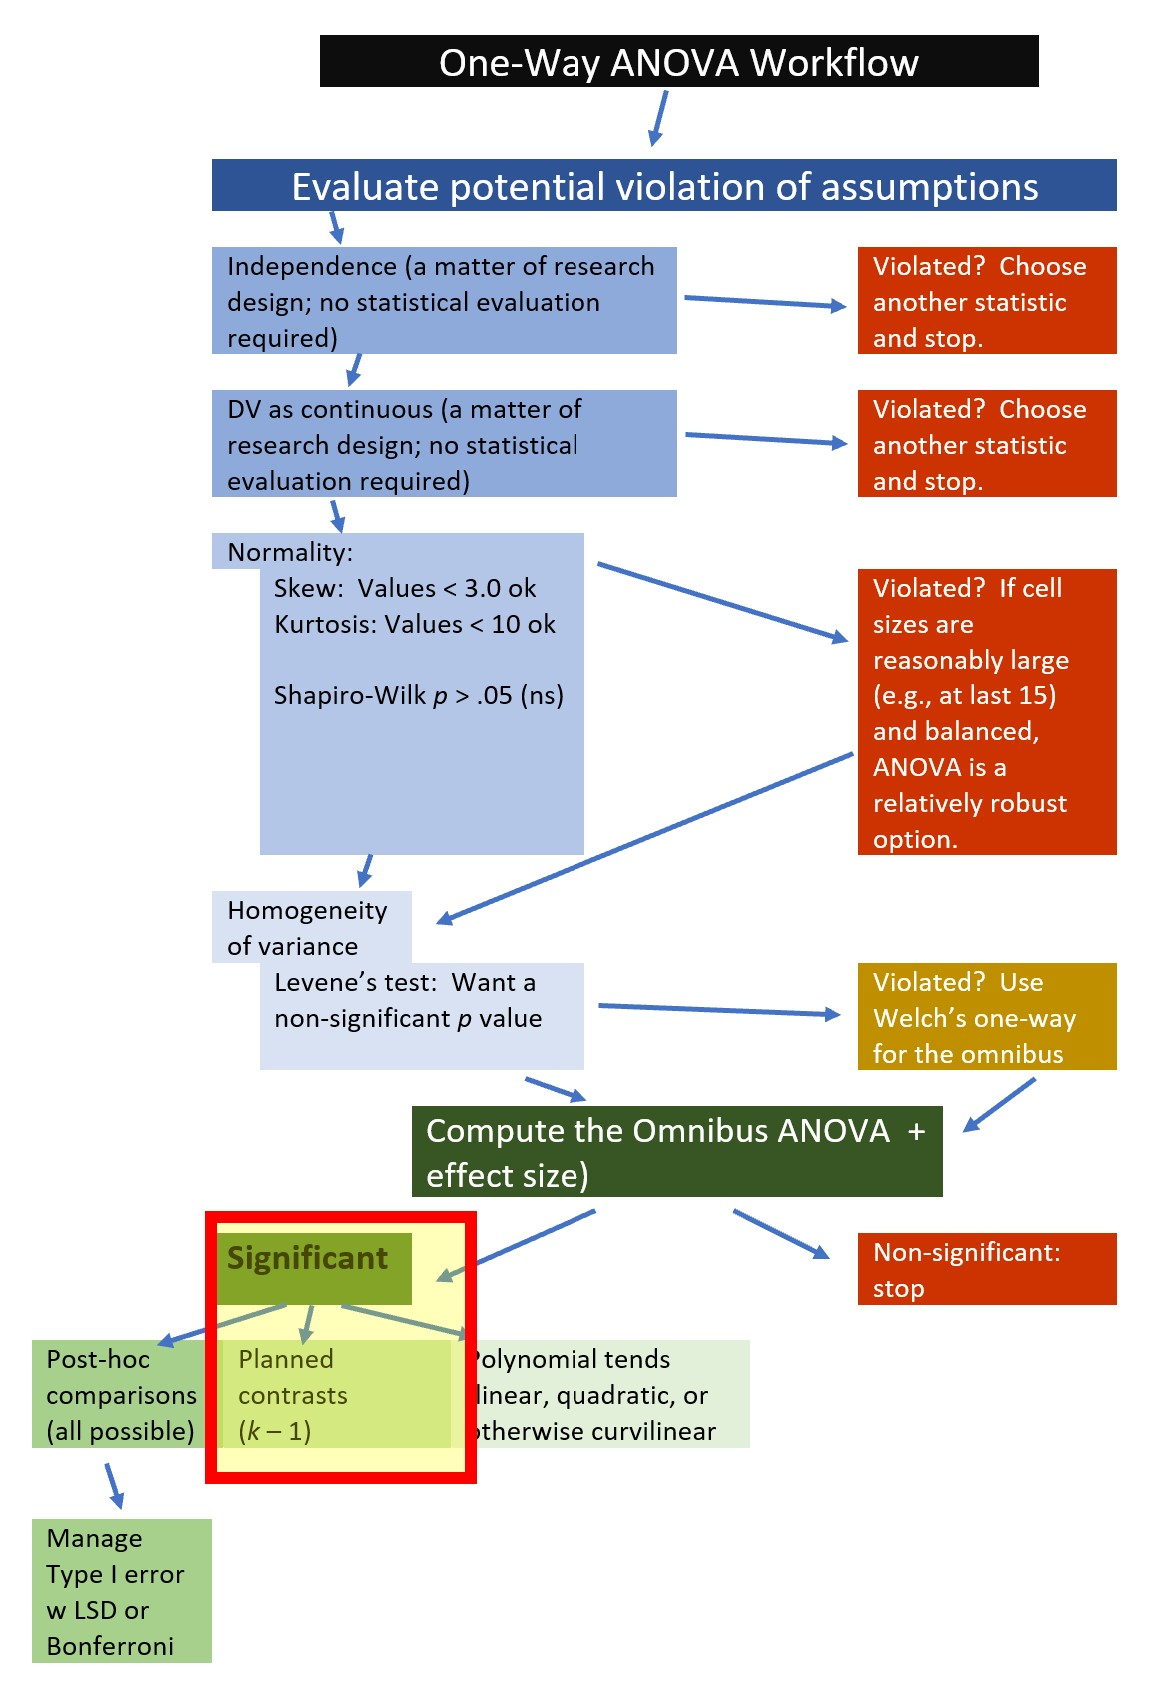 One-Way ANOVA Workflow
Evaluate potential violation of assumptions
Independence (a matter of research
design; no statistical evaluation
required)
Violated?  Choose
another statistic
and stop.
DV as continuous (a matter of
research design; no statistical
evaluation required)
Violated?  Choose
another statistic
and stop.
Normality:
Skew:  Values < 3.0 ok
Kurtosis: Values < 10 ok
Shapiro-Wilk p > .05 (ns)
Violated?  If cell
sizes are
reasonably large
(e.g., at last 15)
and balanced,
ANOVA is a
relatively robust
option.
Homogeneity
of variance
Levene’s test:  Want a
non-significant p value
Violated?  Use
Welch’s one-way
for the omnibus
Compute the Omnibus ANOVA  +
effect size)
Significant
Non-significant:
stop
Post-hoc
comparisons
(all possible)
Planned
contrasts
(k – 1)
Polynomial tends
linear, quadratic, or
otherwise curvilinear
Manage
Type I error
w LSD or
Bonferroni